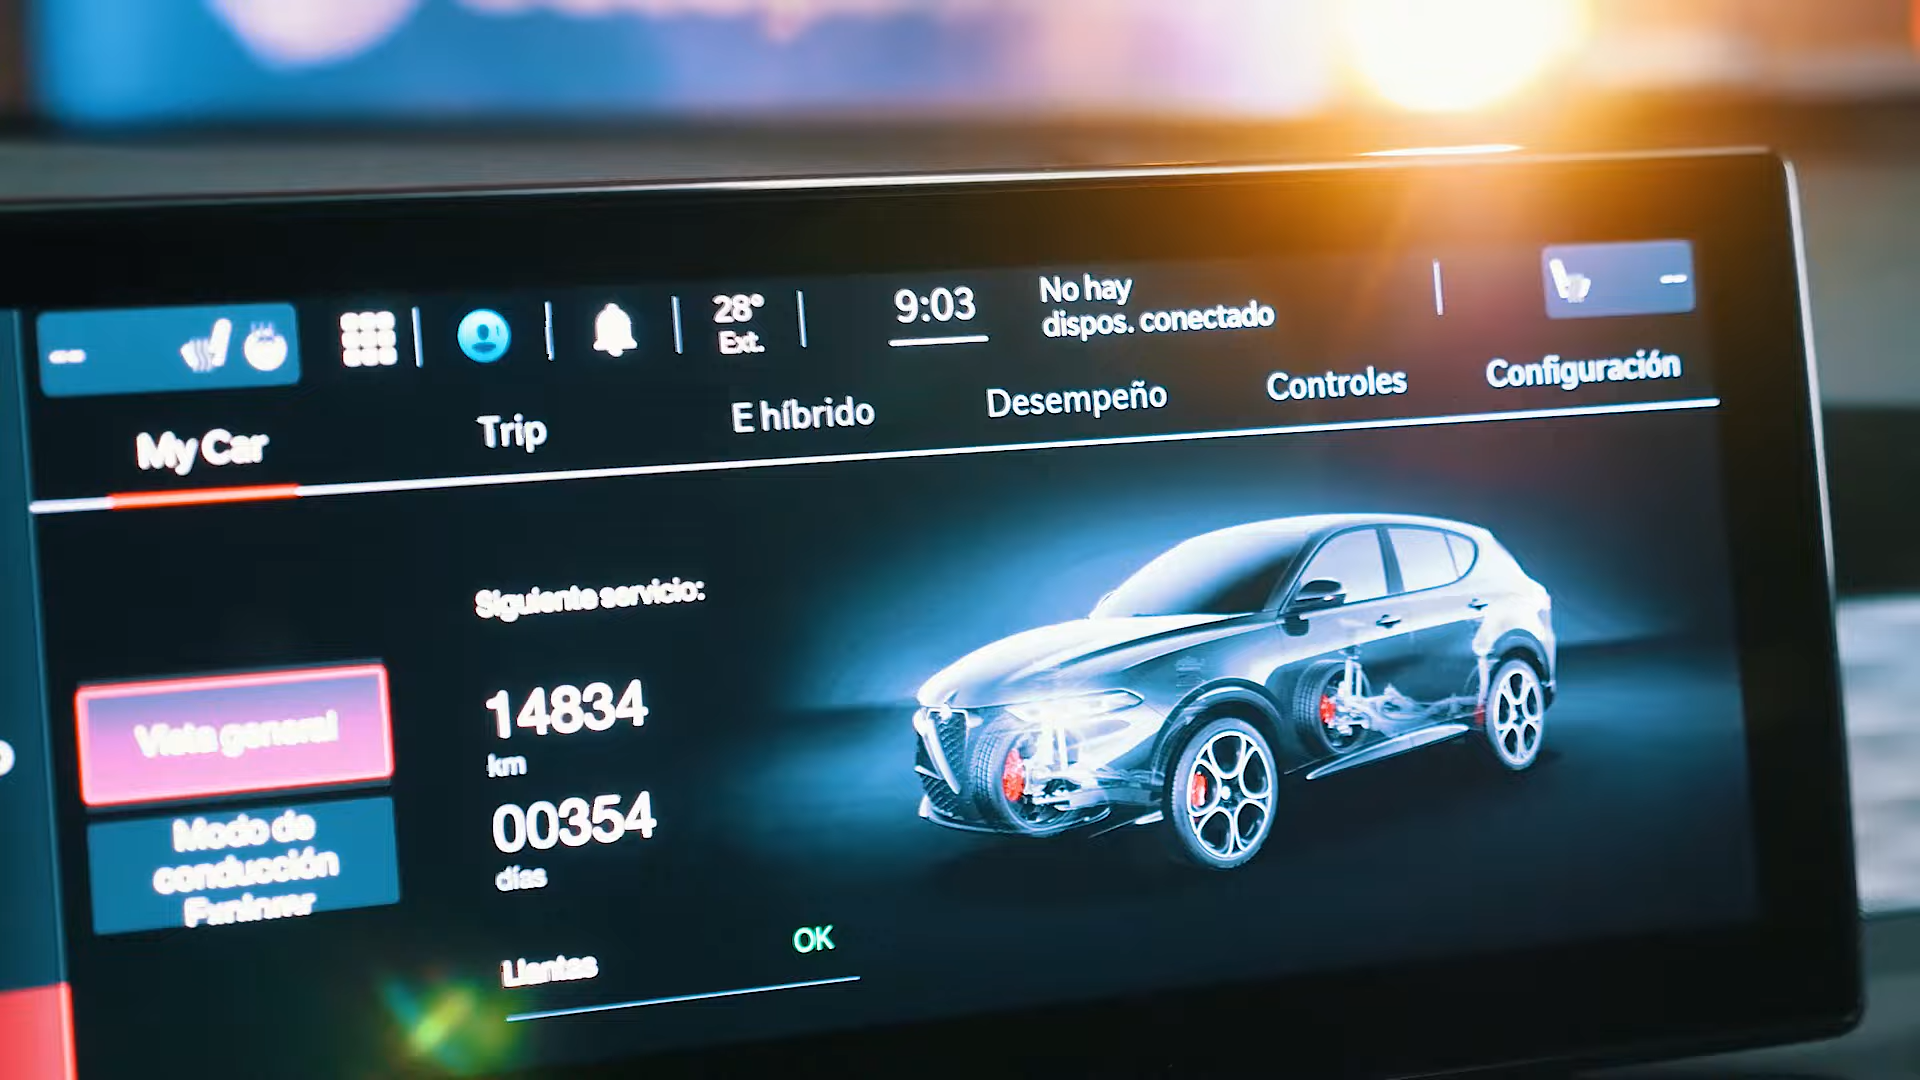 28°
Ext.
9:03
No hay
dispos. conectado
My Car
Trip
E híbrido
Desempeño
Controles
Configuración
Siguiente servicio:
14834
km
00354
días
Vista general
Modo de
conducción
Explorar
OK
Llantas